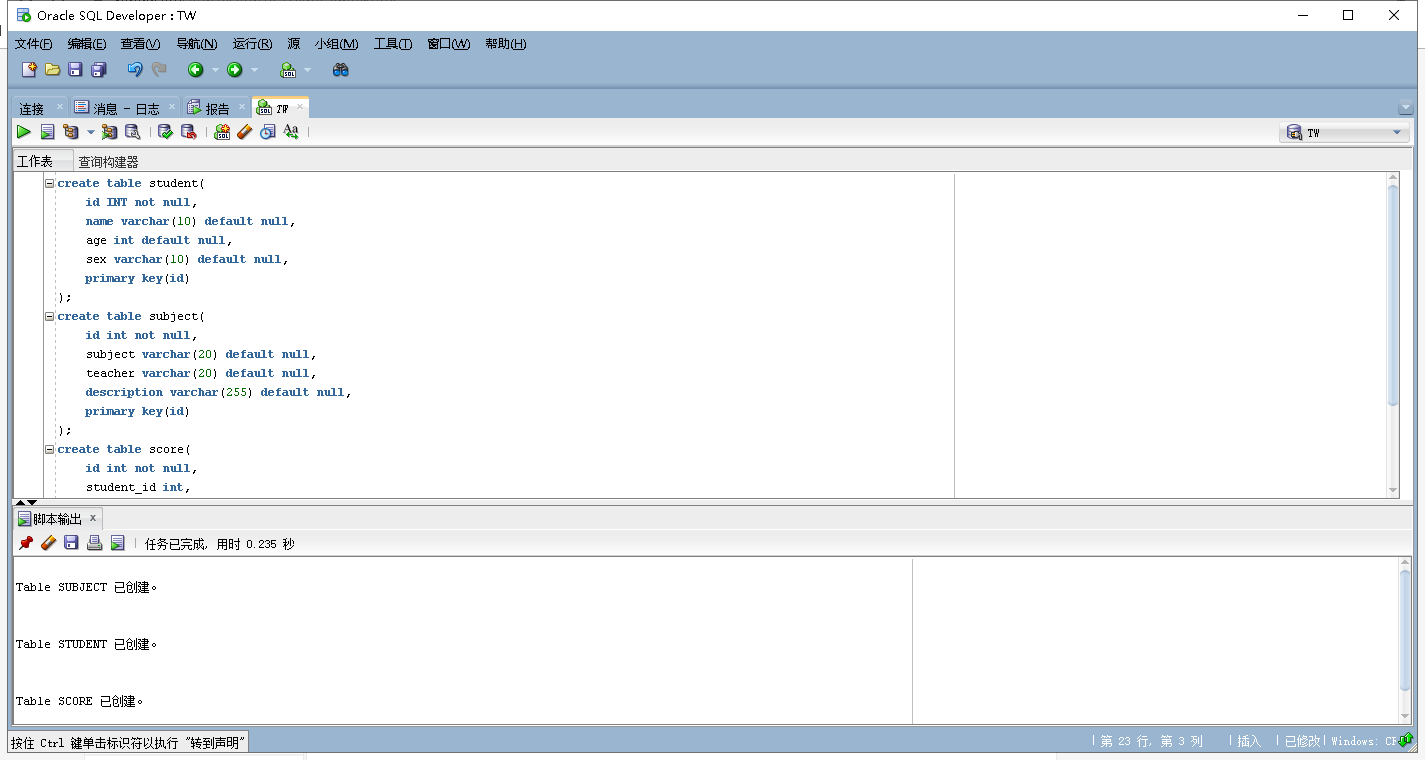 Oracle SQL Developer : TW
文件(F) 编辑(E) 查看(V) 导航(N) 运行(R) 源 小组(M) 工具(T) 窗口(W) 帮助(H)
连接 消息 - 日志 报告 TW
TW
工作表 查询构建器
create table student(
id INT not null,
name varchar(10) default null,
age int default null,
sex varchar(10) default null,
primary key(id)
);
create table subject(
id int not null,
subject varchar(20) default null,
teacher varchar(20) default null,
description varchar(255) default null,
primary key(id)
);
create table score(
id int not null,
student_id int,
脚本输出
任务已完成, 用时 0.235 秒
Table SUBJECT 已创建。
Table STUDENT 已创建。
Table SCORE 已创建。
按住 Ctrl 键单击标识符以执行 "转到声明"
第 23 行, 第 3 列 插入 已修改 Windows: